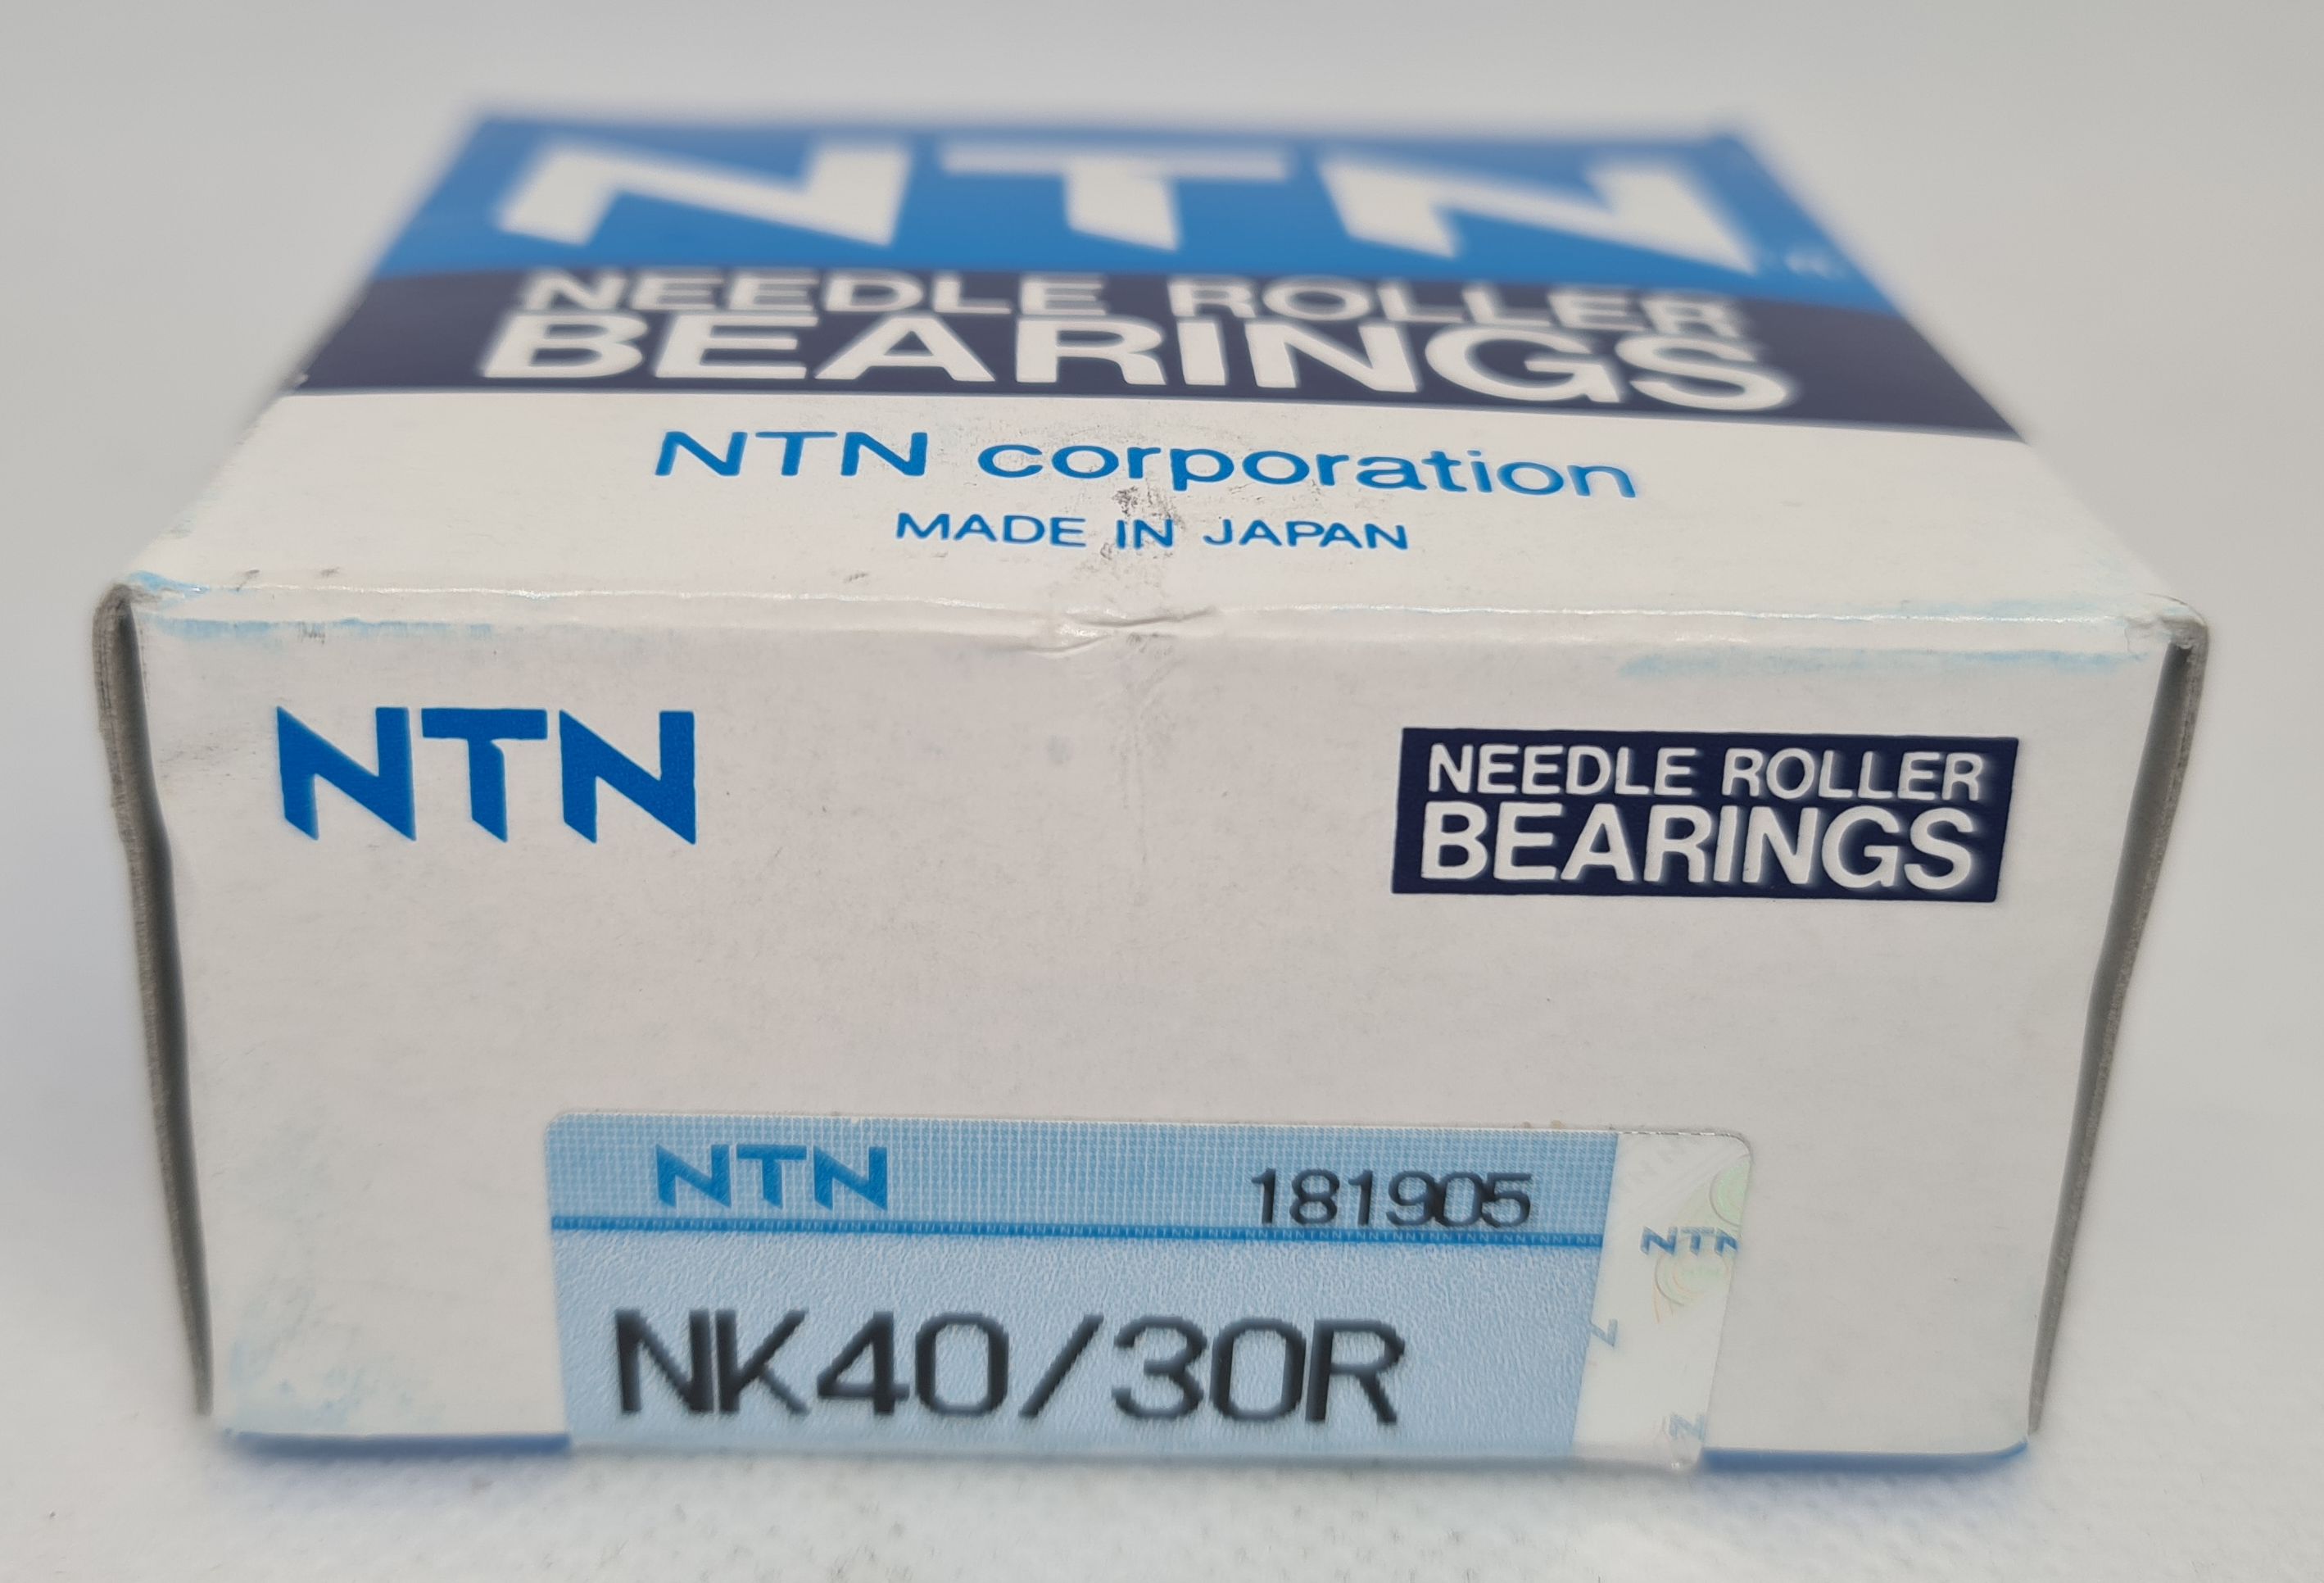 NTN
NEEDLE ROLLER
BEARINGS
NTN corporation
MADE IN JAPAN
NTN
NEEDLE ROLLER
BEARINGS
NTN 181905
NTN
NK40/30R